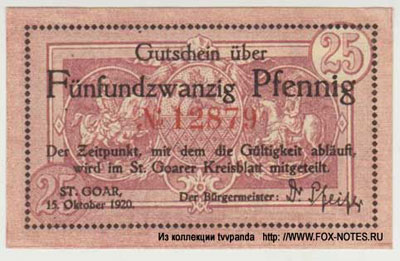 Gutschein über
25
Fünfundzwanzig Pfennig
№ 12879
Der Zeitpunkt, mit dem die Gültigkeit abläuft,
wird im St. Goarer Kreisblatt mitgeteilt.
25
ST. GOAR,
15. Oktober 1920.
Der Bürgermeister:
Из коллекции tvvpanda http: //WWW.FOX-NOTES.RU